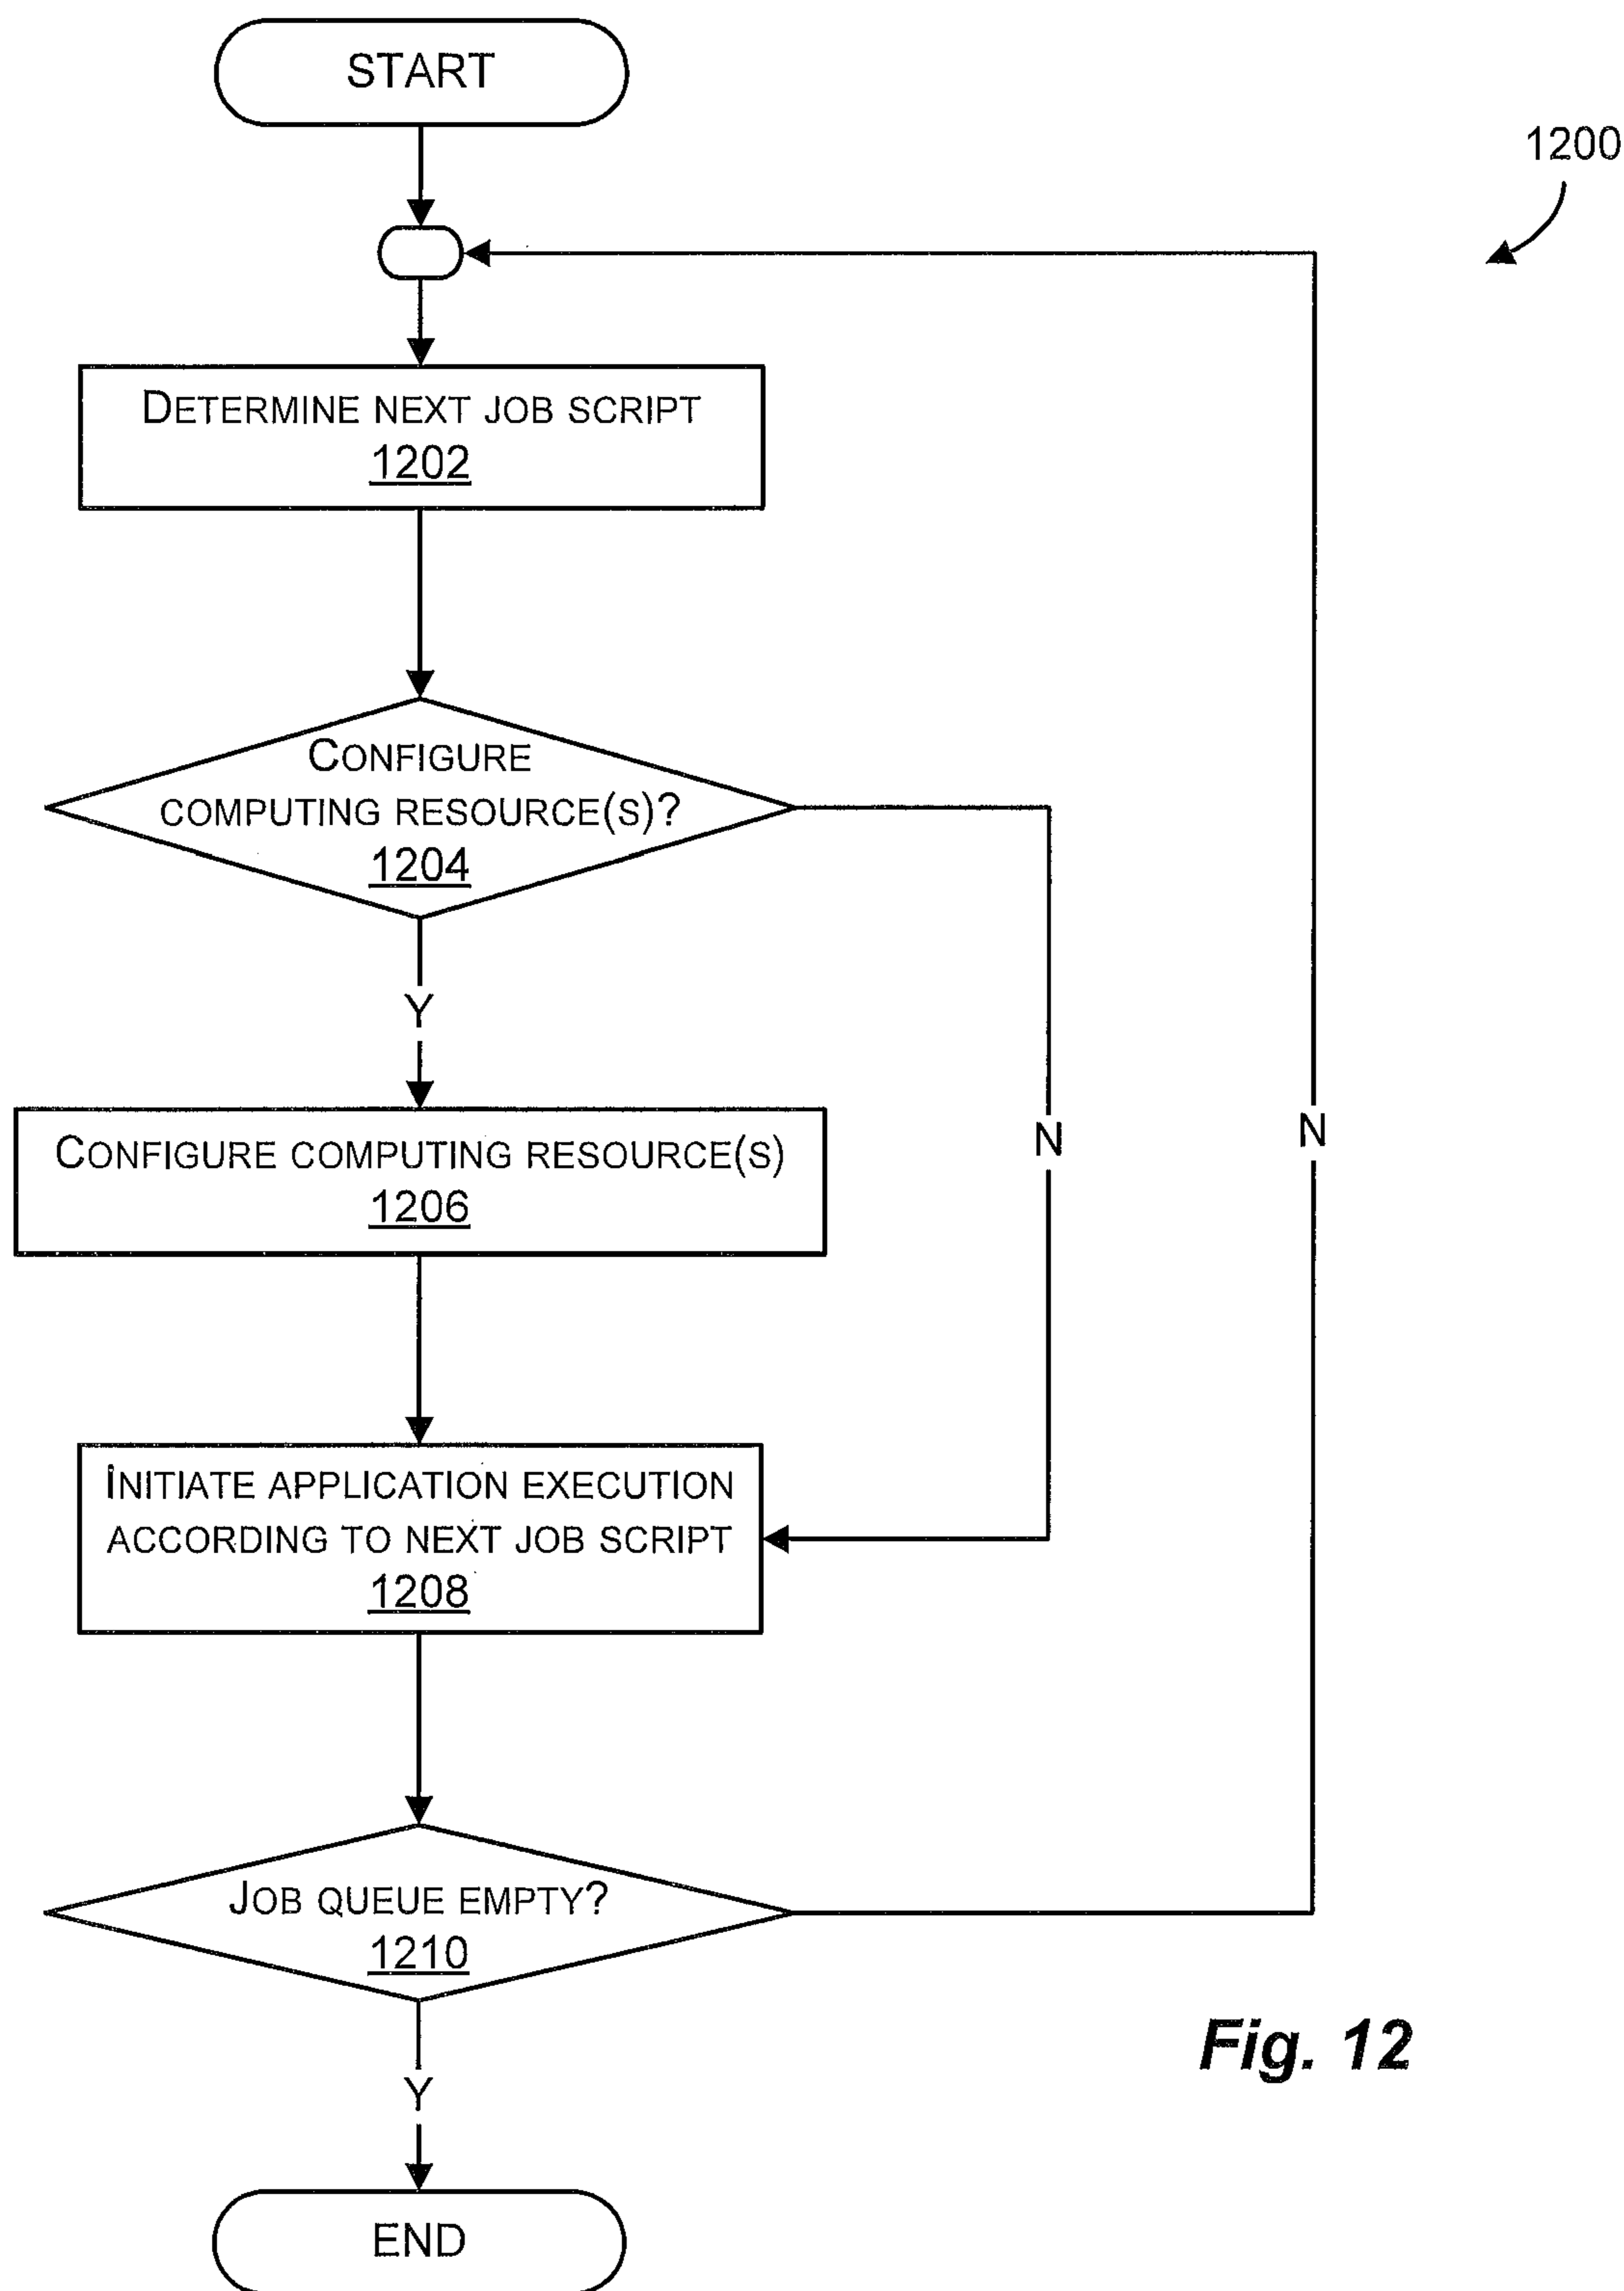 START
1200
DETERMINE NEXT JOB SCRIPT
1202
CONFIGURE
COMPUTING RESOURCE(S)?
1204
Y
CONFIGURE COMPUTING RESOURCE(S)
1206
N
N
INITIATE APPLICATION EXECUTION
ACCORDING TO NEXT JOB SCRIPT
1208
JOB QUEUE EMPTY?
1210
Fig. 12
Y
END